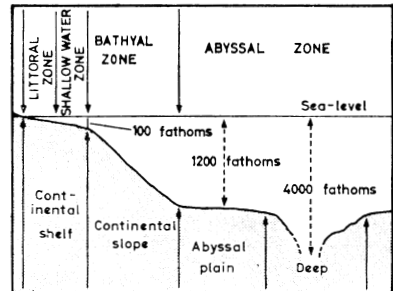 LITTORAL
ZONE
SHALLOW WATER
ZONE
BATHYAL
ZONE
ABYSSAL ZONE
Sea-level
100 fathoms
1200 fathoms
4000 fathoms
Cont-
inental
shelf
Continental
slope
Abyssal
plain
Deep